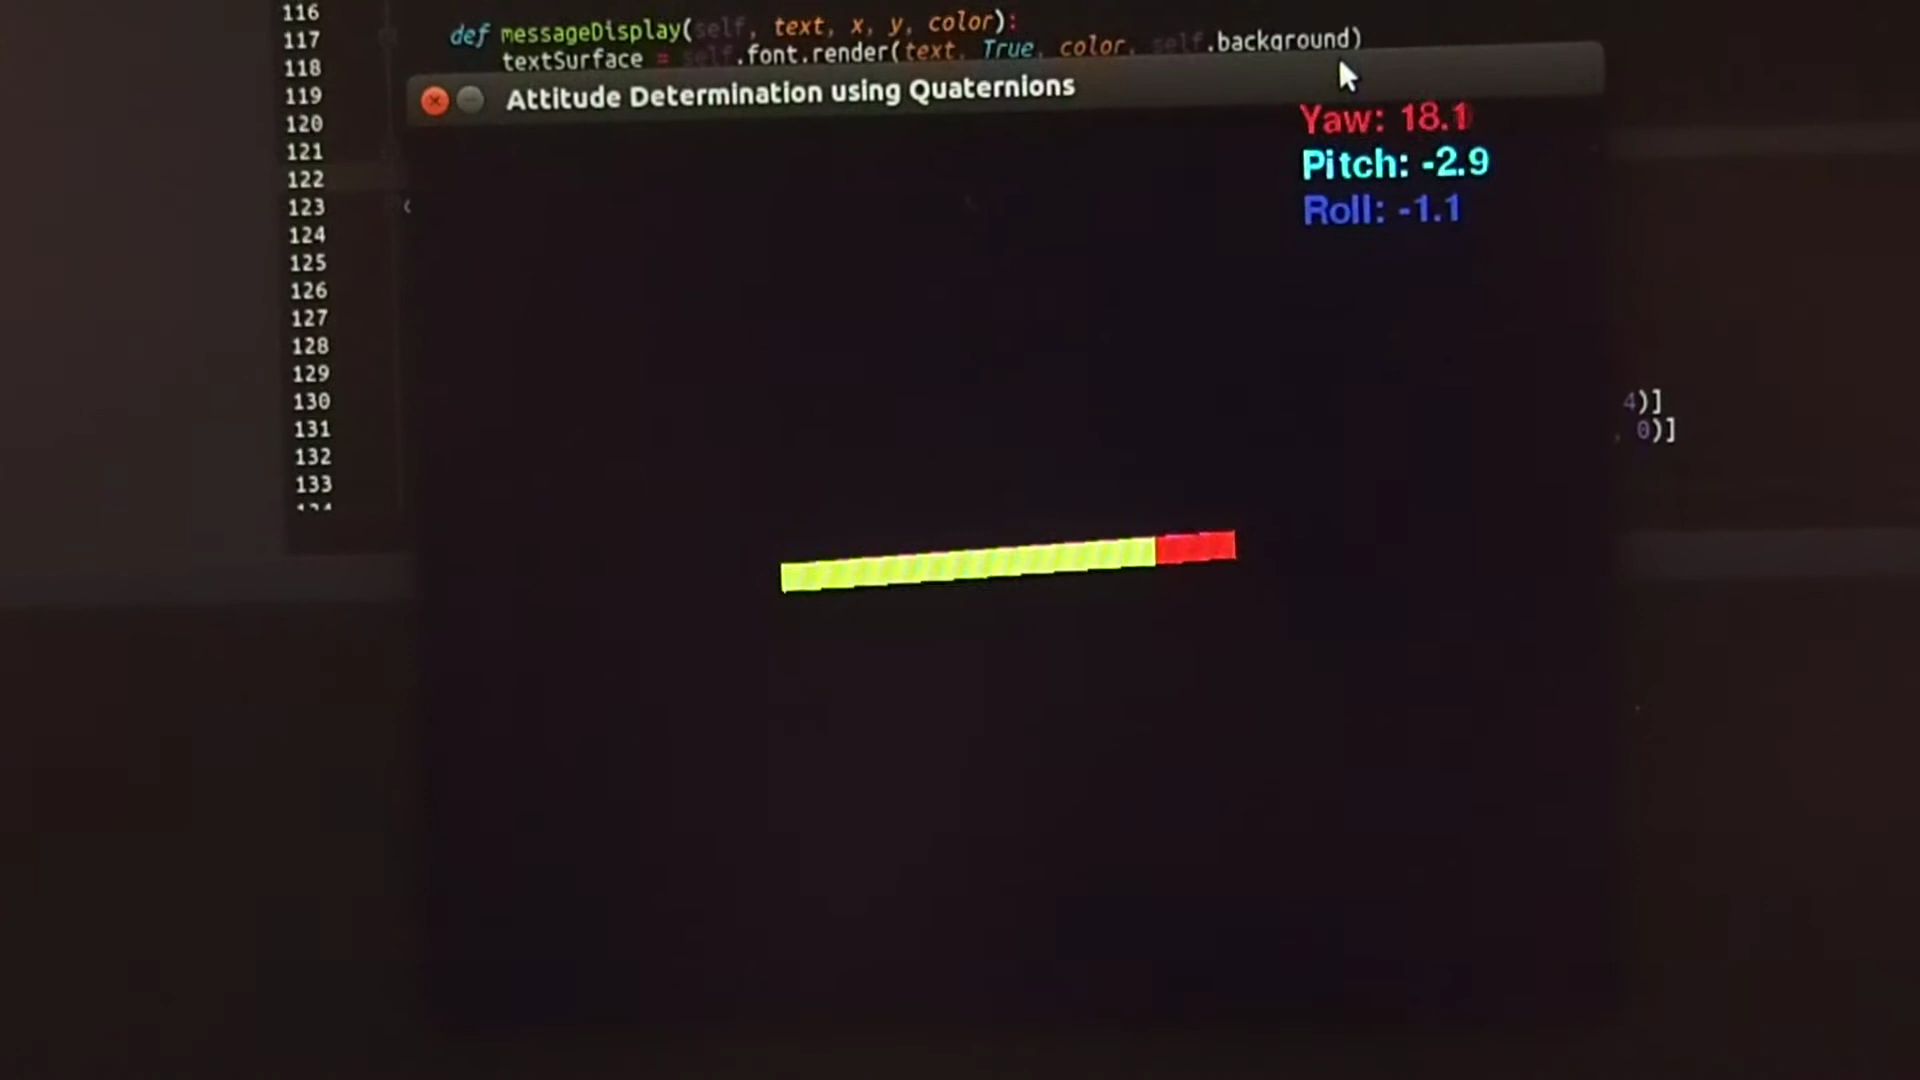 116
117 def messageDisplay(self, text, x, y, color):
118 textSurface = self.font.render(text, True, color, self.background)
119
Attitude Determination using Quaternions
120
Yaw: 18.1
121
122
Pitch: -2.9
123
Roll: -1.1
124
125
126
127
128
129
130 4)]
131 , 0)]
132
133
134